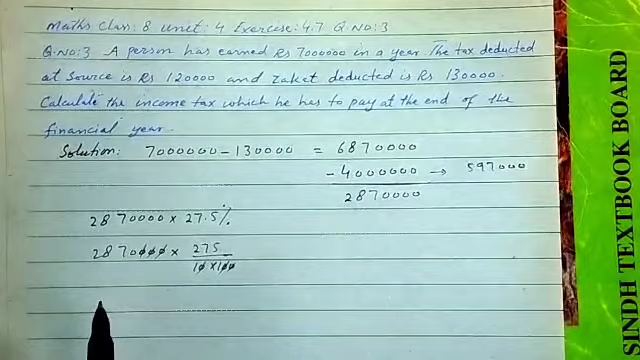 Maths Class: 8 Unit: 4 Exercise: 4.7 Q.No:3
Q.No:3 A person has earned Rs 7000000 in a year. The tax deducted
at source is Rs 120000 and zaket deducted is Rs 130000.
Calculate the income tax which he has to pay at the end of the
financial year.
Solution: 7000000 - 130000 = 6870000
- 4000000 → 597000
2870000
2870000 × 27.5%
2870000 × 275
10 × 100
SINDH TEXTBOOK BOARD